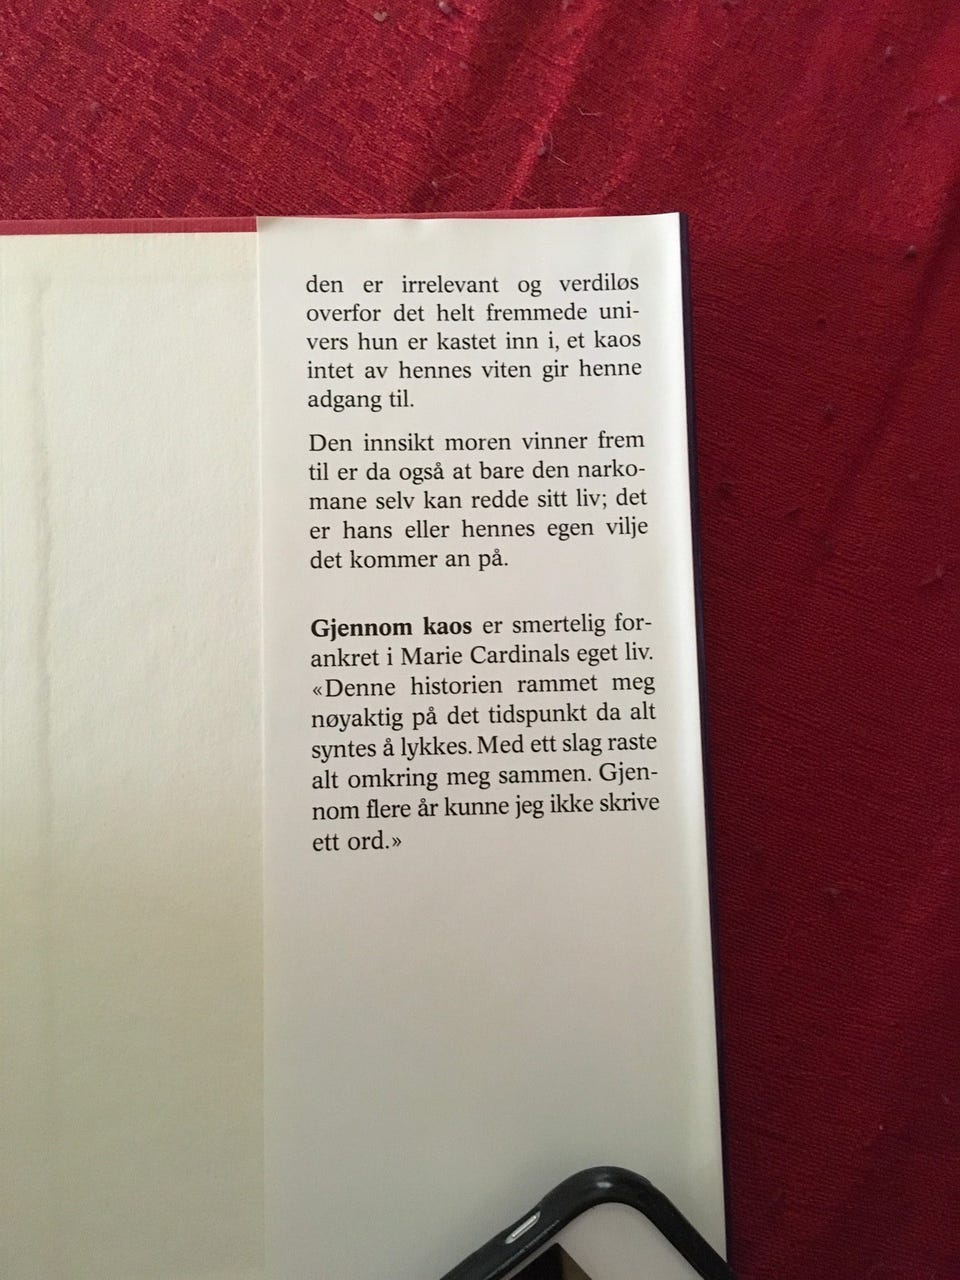 den er irrelevant og verdiløs
overfor det helt fremmede uni-
vers hun er kastet inn i, et kaos
intet av hennes viten gir henne
adgang til.
Den innsikt moren vinner frem
til er da også at bare den narko-
mane selv kan redde sitt liv; det
er hans eller hennes egen vilje
det kommer an på.
Gjennom kaos er smertelig for-
ankret i Marie Cardinals eget liv.
«Denne historien rammet meg
nøyaktig på det tidspunkt da alt
syntes å lykkes. Med ett slag raste
alt omkring meg sammen. Gjen-
nom flere år kunne jeg ikke skrive
ett ord.»